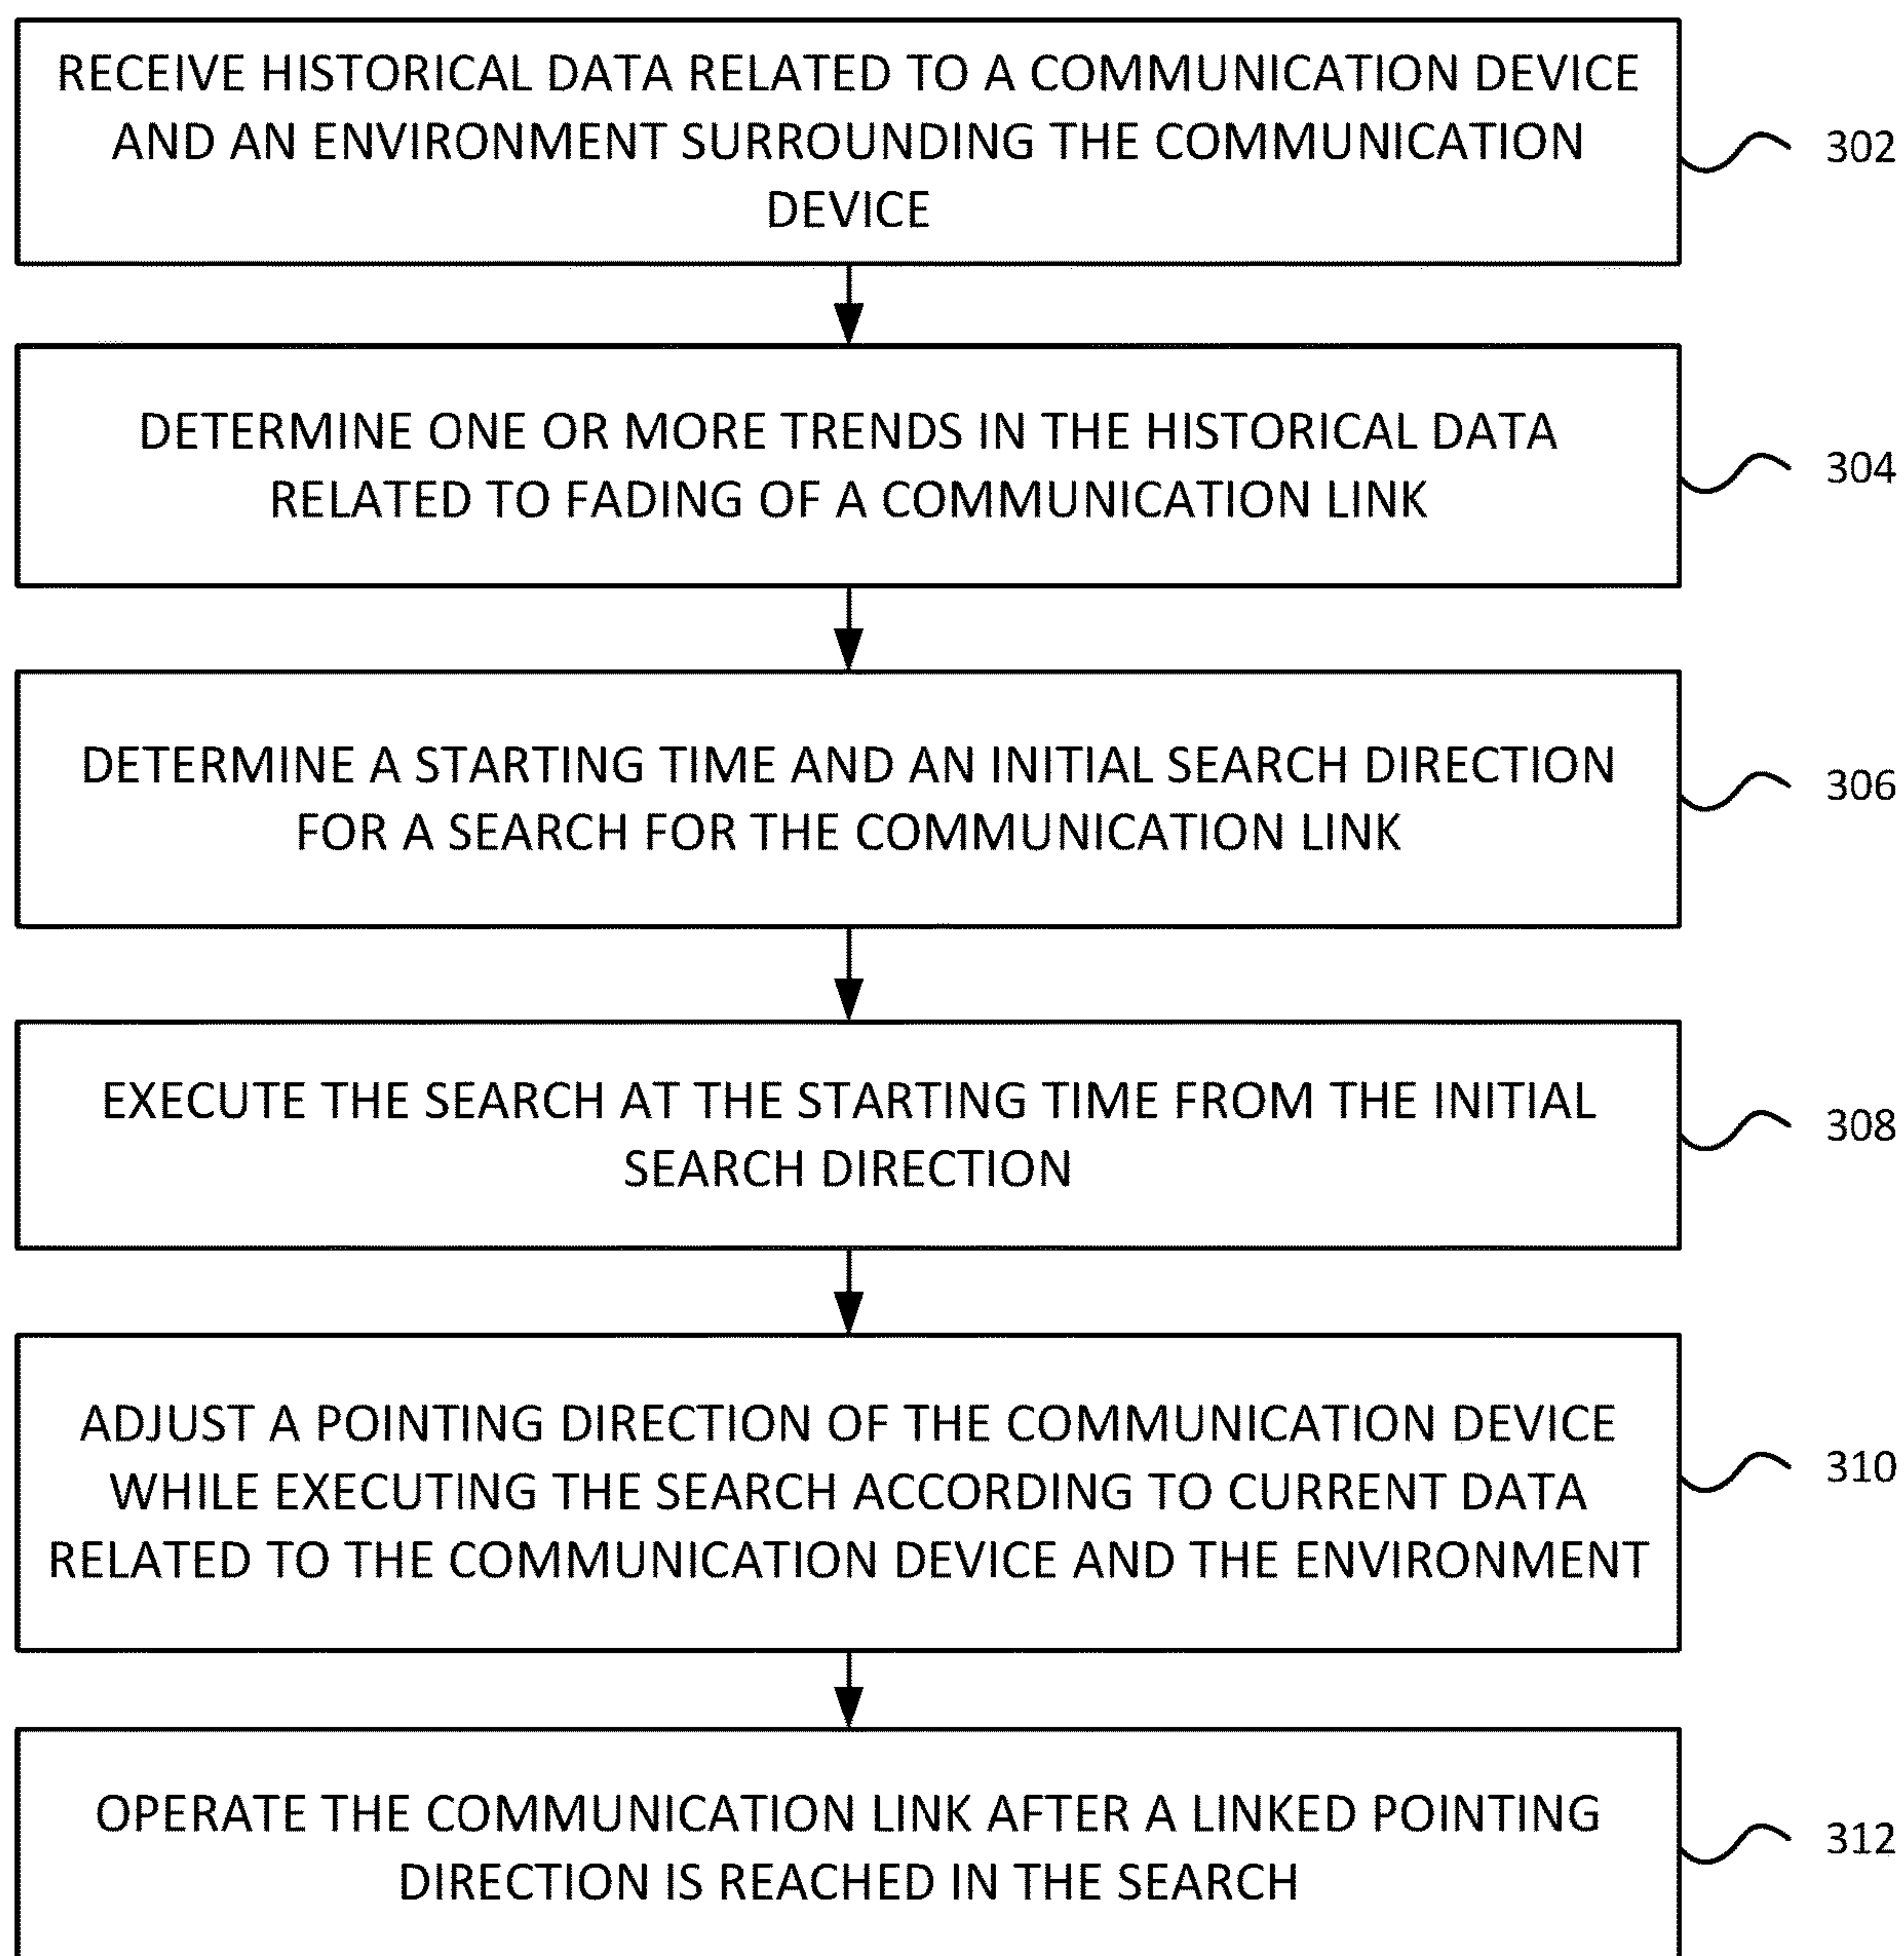 RECEIVE HISTORICAL DATA RELATED TO A COMMUNICATION DEVICE
AND AN ENVIRONMENT SURROUNDING THE COMMUNICATION
DEVICE
302
DETERMINE ONE OR MORE TRENDS IN THE HISTORICAL DATA
RELATED TO FADING OF A COMMUNICATION LINK
304
DETERMINE A STARTING TIME AND AN INITIAL SEARCH DIRECTION
FOR A SEARCH FOR THE COMMUNICATION LINK
306
EXECUTE THE SEARCH AT THE STARTING TIME FROM THE INITIAL
SEARCH DIRECTION
308
ADJUST A POINTING DIRECTION OF THE COMMUNICATION DEVICE
WHILE EXECUTING THE SEARCH ACCORDING TO CURRENT DATA
RELATED TO THE COMMUNICATION DEVICE AND THE ENVIRONMENT
310
OPERATE THE COMMUNICATION LINK AFTER A LINKED POINTING
DIRECTION IS REACHED IN THE SEARCH
312